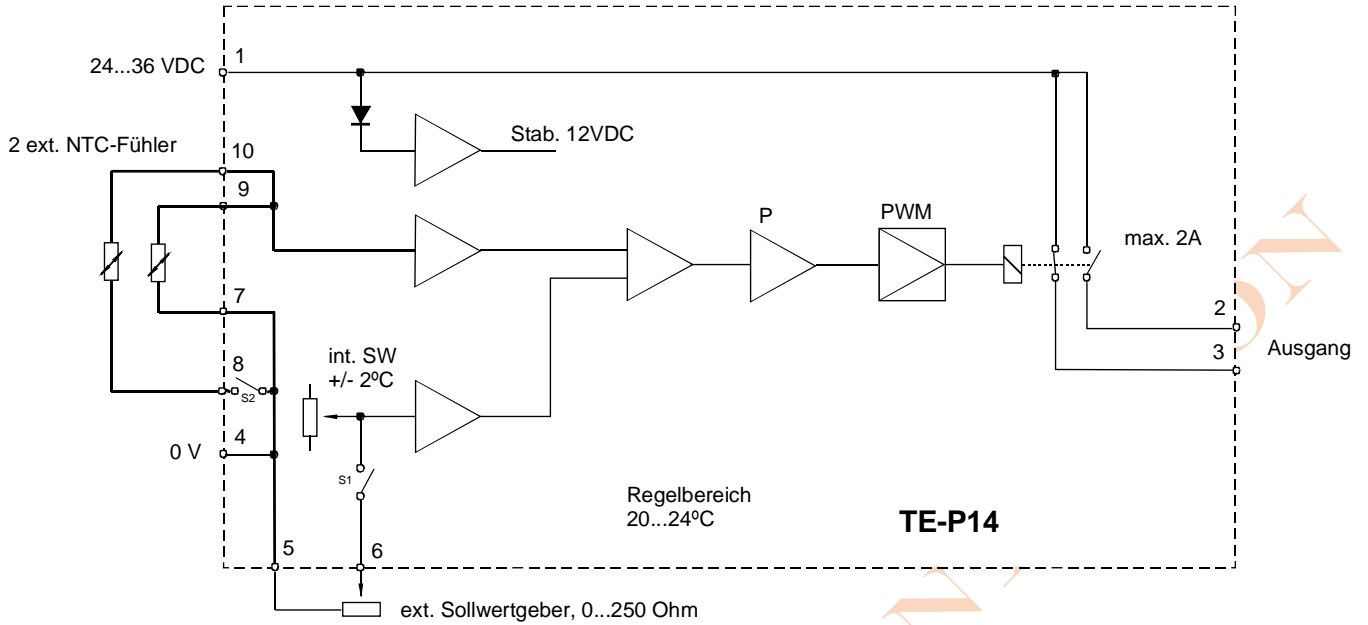 1
24...36 VDC
2 ext. NTC-Fühler
10
Stab. 12VDC
9
P
PWM
max. 2A
7
2
3
Ausgang
8
S2
int. SW
+/- 2ºC
4
0 V
S1
Regelbereich
20...24ºC
TE-P14
5
6
ext. Sollwertgeber, 0...250 Ohm